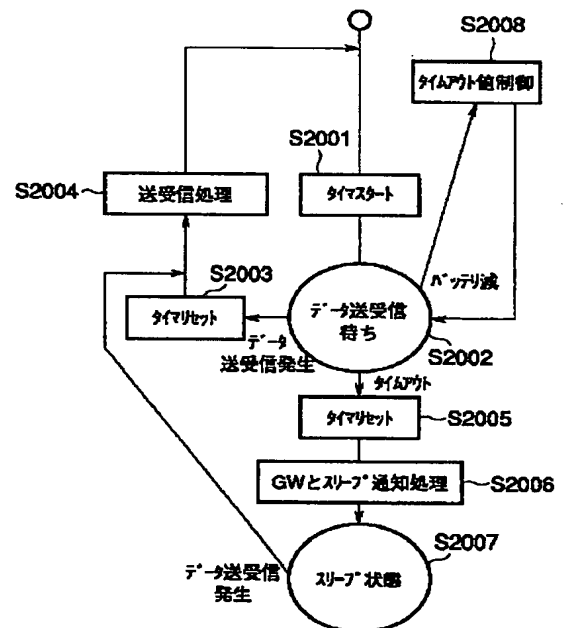 S2008
タイムアウト値制御
S2001
S2004
送受信処理
タイマスタート
S2003
バッテリ減
タイマリセット
データ送受信
待ち
データ
送受信発生
S2002
タイムアウト
タイマリセット
S2005
GWとスリープ通知処理
S2006
S2007
データ送受信
発生
スリープ状態